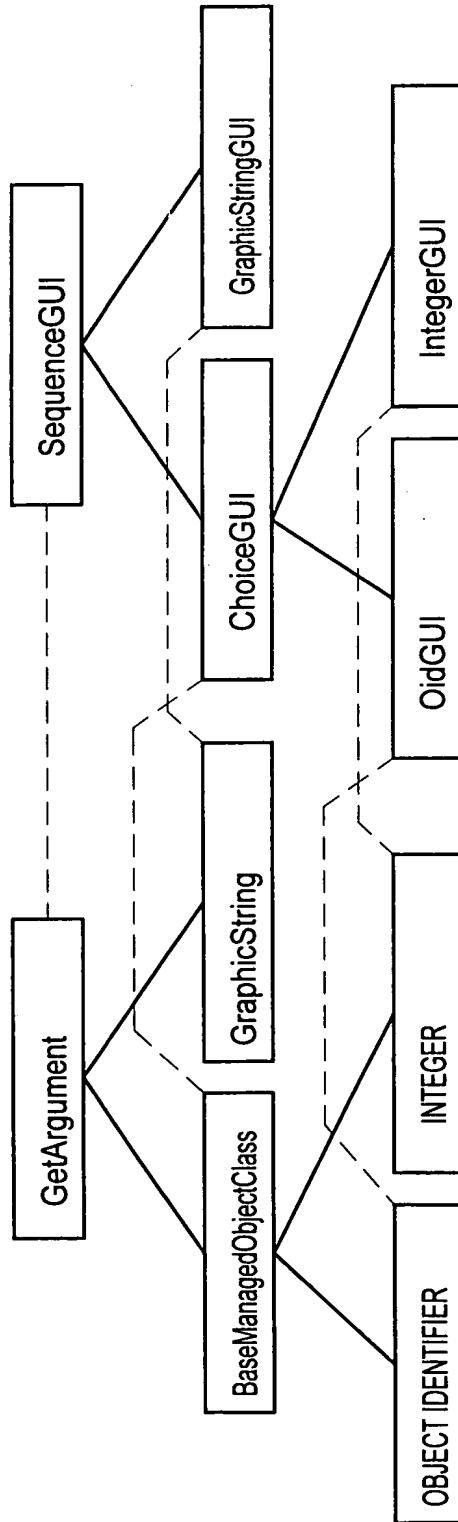 GetArgument
SequenceGUI
BaseManagedObjectClass
GraphicString
ChoiceGUI
GraphicStringGUI
OBJECT IDENTIFIER
INTEGER
OidGUI
IntegerGUI